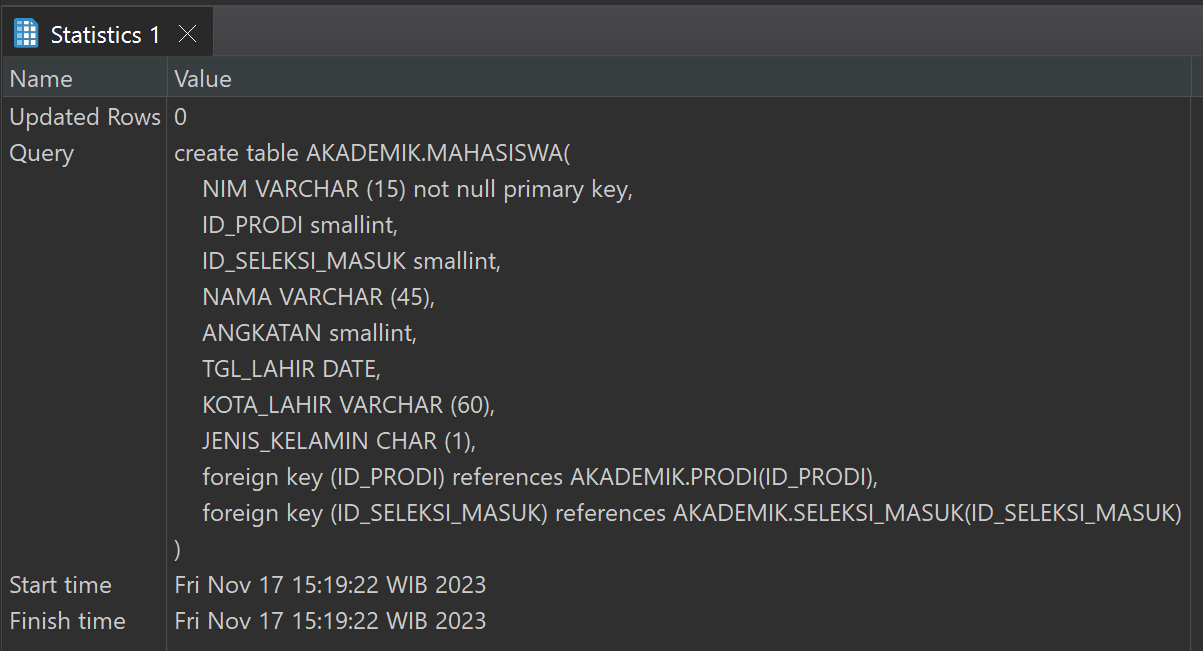 Statistics 1
Name Value
Updated Rows 0
Query create table AKADEMIK.MAHASISWA(
NIM VARCHAR (15) not null primary key,
ID_PRODI smallint,
ID_SELEKSI_MASUK smallint,
NAMA VARCHAR (45),
ANGKATAN smallint,
TGL_LAHIR DATE,
KOTA_LAHIR VARCHAR (60),
JENIS_KELAMIN CHAR (1),
foreign key (ID_PRODI) references AKADEMIK.PRODI(ID_PRODI),
foreign key (ID_SELEKSI_MASUK) references AKADEMIK.SELEKSI_MASUK(ID_SELEKSI_MASUK)
)
Start time Fri Nov 17 15:19:22 WIB 2023
Finish time Fri Nov 17 15:19:22 WIB 2023